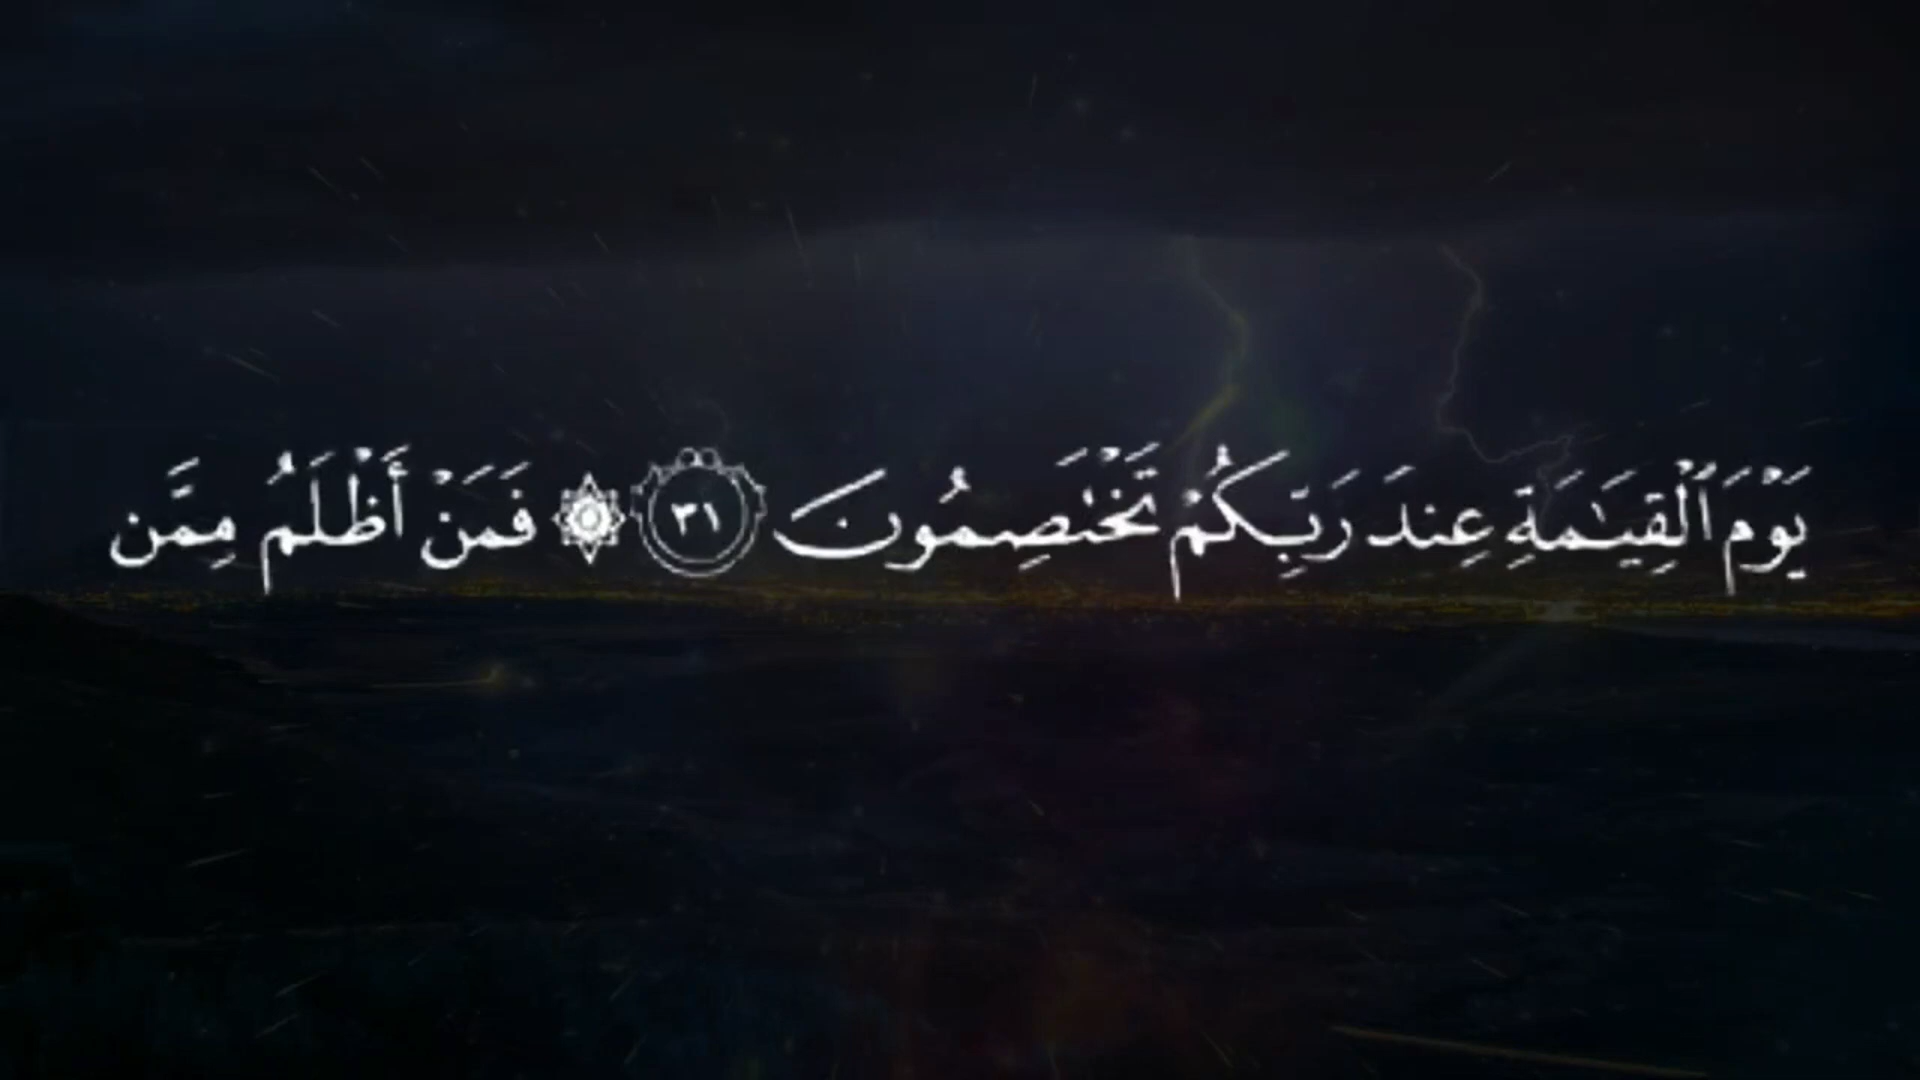 يَوْمَ ٱلْقِيَـٰمَةِ عِندَ رَبِّكُمْ تَخْتَصِمُونَ ٣١ ۞ فَمَنْ أَظْلَمُ مِمَّن